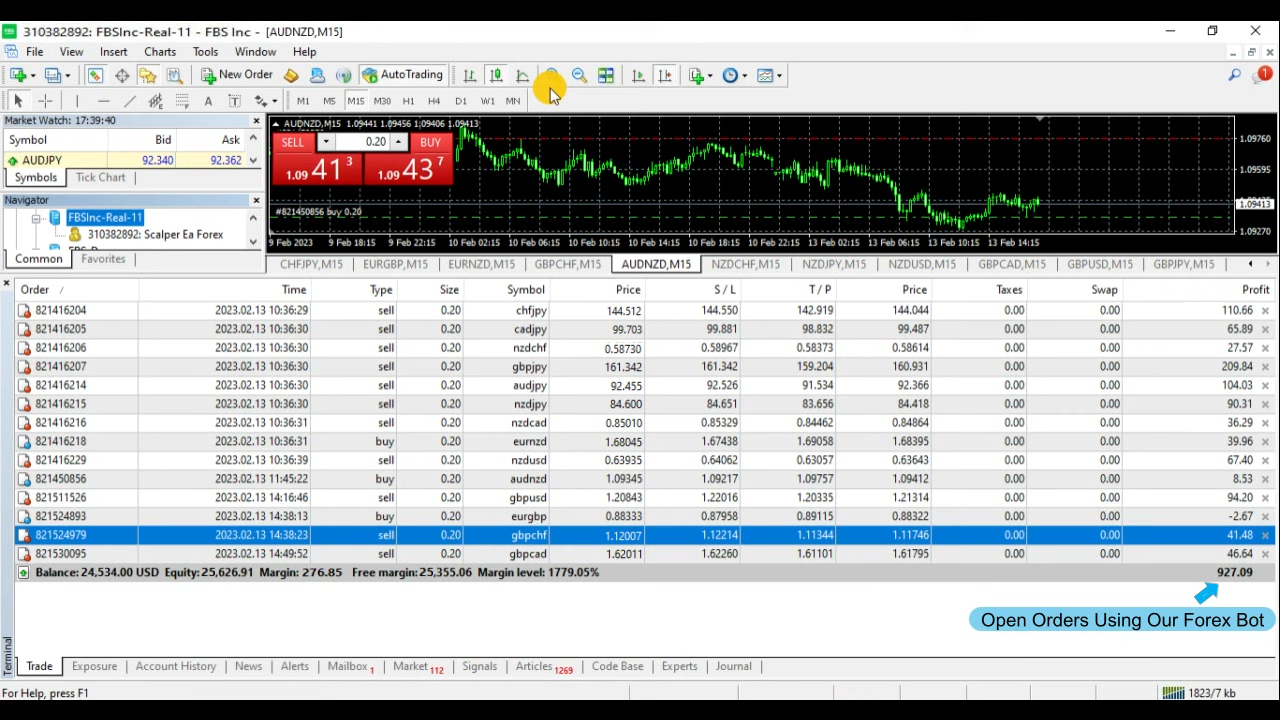 310382892: FBSInc-Real-11 - FBS Inc - [AUDNZD,M15]
File View Insert Charts Tools Window Help
New Order AutoTrading 1
A T M1 M5 M15 M30 H1 H4 D1 W1 MN
Market Watch: 17:39:40
Symbol Bid Ask
AUDJPY 92.340 92.362
Symbols Tick Chart
Navigator
FBSInc-Real-11
310382892: Scalper Ea Forex
Common Favorites
AUDNZD,M15 1.09441 1.09456 1.09406 1.09413
SELL 0.20 BUY
1.09 41 3 1.09 43 7
#821450856 buy 0.20
1.09760
1.09595
1.09413
1.09270
9 Feb 2023 9 Feb 18:15 9 Feb 22:15 10 Feb 02:15 10 Feb 06:15 10 Feb 10:15 10 Feb 14:15 10 Feb 18:15 10 Feb 22:15 13 Feb 02:15 13 Feb 06:15 13 Feb 10:15 13 Feb 14:15
CHFJPY,M15 EURGBP,M15 EURNZD,M15 GBPCHF,M15 AUDNZD,M15 NZDCHF,M15 NZDJPY,M15 NZDUSD,M15 GBPCAD,M15 GBPUSD,M15 GBPJPY,M15
Order / Time Type Size Symbol Price S / L T / P Price Taxes Swap Profit
821416204 2023.02.13 10:36:29 sell 0.20 chfjpy 144.512 144.550 142.919 144.044 0.00 0.00 110.66
821416205 2023.02.13 10:36:30 sell 0.20 cadjpy 99.703 99.881 98.832 99.487 0.00 0.00 65.89
821416206 2023.02.13 10:36:30 sell 0.20 nzdchf 0.58730 0.58967 0.58373 0.58614 0.00 0.00 27.57
821416207 2023.02.13 10:36:30 sell 0.20 gbpjpy 161.342 161.342 159.204 160.931 0.00 0.00 209.84
821416214 2023.02.13 10:36:30 sell 0.20 audjpy 92.455 92.526 91.534 92.366 0.00 0.00 104.03
821416215 2023.02.13 10:36:30 sell 0.20 nzdjpy 84.600 84.651 83.656 84.418 0.00 0.00 90.31
821416216 2023.02.13 10:36:31 sell 0.20 nzdcad 0.85010 0.85329 0.84462 0.84864 0.00 0.00 36.29
821416218 2023.02.13 10:36:31 buy 0.20 eurnzd 1.68045 1.67438 1.69058 1.68395 0.00 0.00 39.96
821416229 2023.02.13 10:36:39 sell 0.20 nzdusd 0.63935 0.64062 0.63057 0.63643 0.00 0.00 67.40
821450856 2023.02.13 11:45:22 buy 0.20 audnzd 1.09345 1.09217 1.09757 1.09412 0.00 0.00 8.53
821511526 2023.02.13 14:16:46 sell 0.20 gbpusd 1.20843 1.22016 1.20335 1.21314 0.00 0.00 94.20
821524893 2023.02.13 14:38:13 buy 0.20 eurgbp 0.88333 0.87958 0.89115 0.88322 0.00 0.00 -2.67
821524979 2023.02.13 14:38:23 sell 0.20 gbpchf 1.12007 1.12214 1.11344 1.11746 0.00 0.00 41.48
821530095 2023.02.13 14:49:52 sell 0.20 gbpcad 1.62011 1.62260 1.61101 1.61795 0.00 0.00 46.64
Balance: 24,534.00 USD Equity: 25,626.91 Margin: 276.85 Free margin: 25,355.06 Margin level: 1779.05% 927.09
Open Orders Using Our Forex Bot
Terminal
Trade Exposure Account History News Alerts Mailbox 1 Market 112 Signals Articles 1269 Code Base Experts Journal
For Help, press F1 1823/7 kb